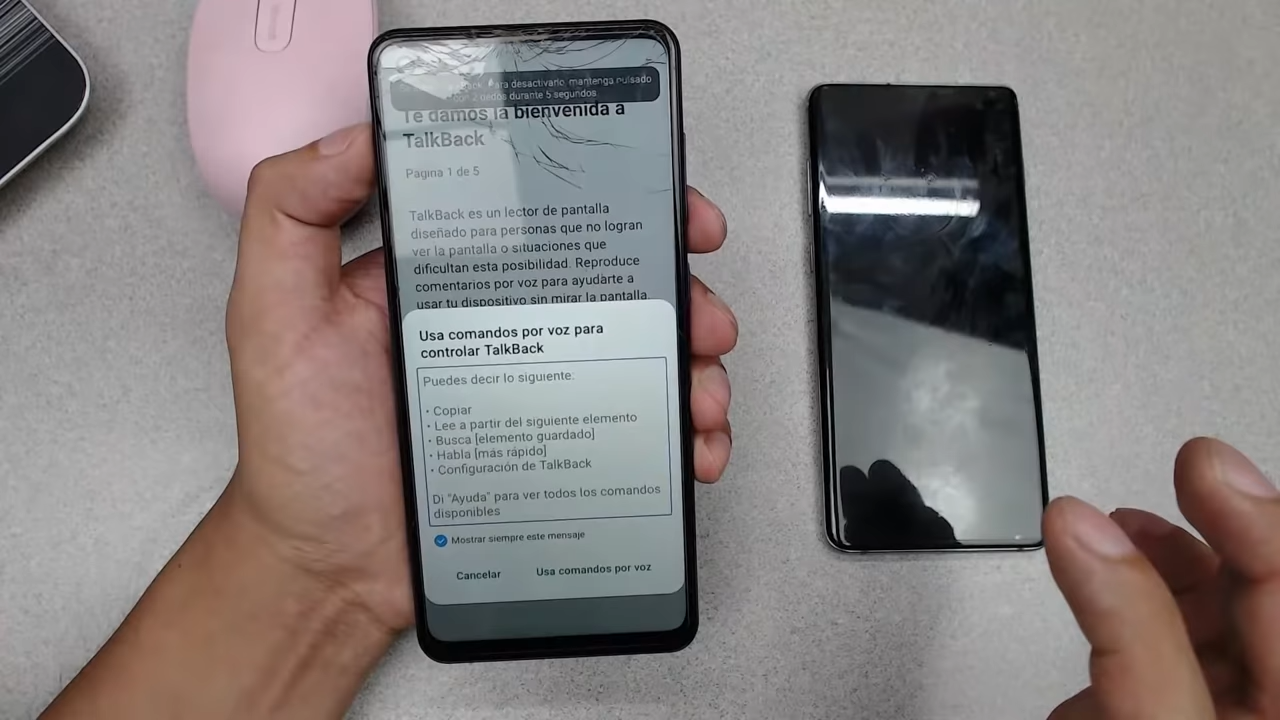 Para desactivarlo, mantenga pulsado
con 2 dedos durante 5 segundos.
Te damos la bienvenida a
TalkBack
Página 1 de 5
TalkBack es un lector de pantalla
diseñado para personas que no logran
ver la pantalla o situaciones que
dificultan esta posibilidad. Reproduce
comentarios por voz para ayudarte a
usar tu dispositivo sin mirar la pantalla.
Usa comandos por voz para
controlar TalkBack
Puedes decir lo siguiente:
• Copiar
• Lee a partir del siguiente elemento
• Busca [elemento guardado]
• Habla [más rápido]
• Configuración de TalkBack
Di "Ayuda" para ver todos los comandos
disponibles
Mostrar siempre este mensaje
Cancelar
Usa comandos por voz